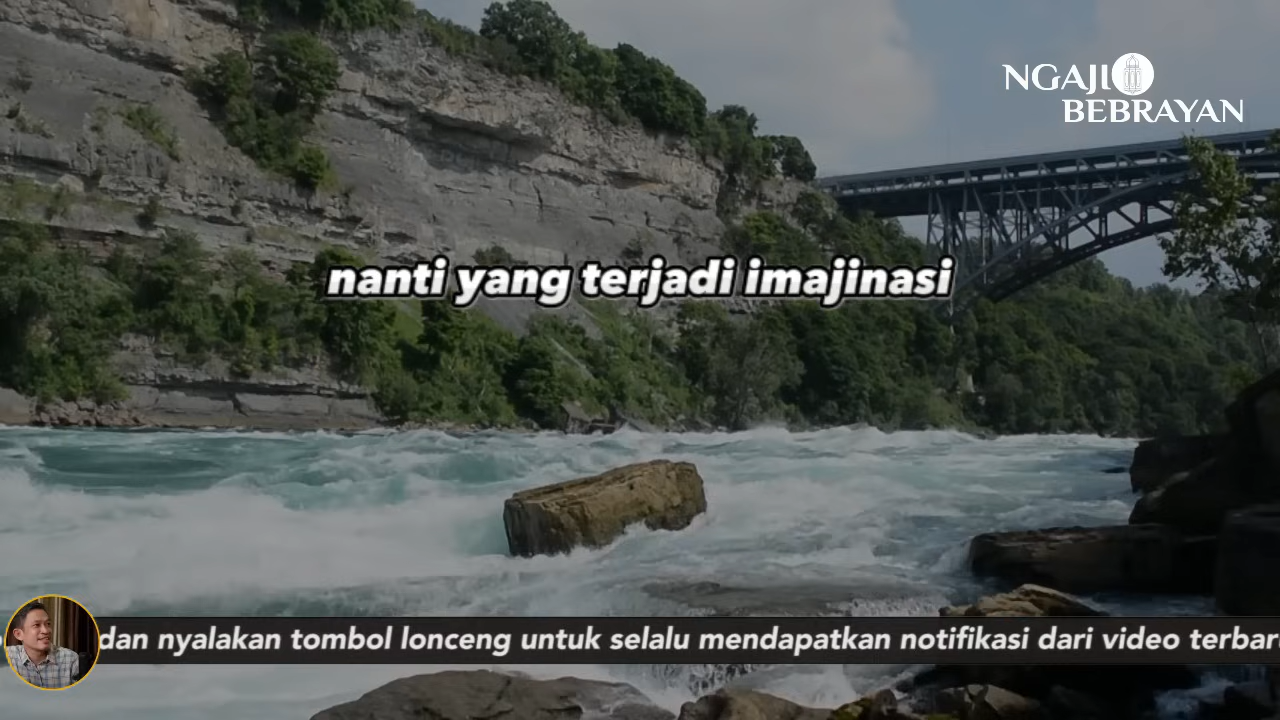 NGAJI
BEBRAYAN
nanti yang terjadi imajinasi
dan nyalakan tombol lonceng untuk selalu mendapatkan notifikasi dari video terbaru